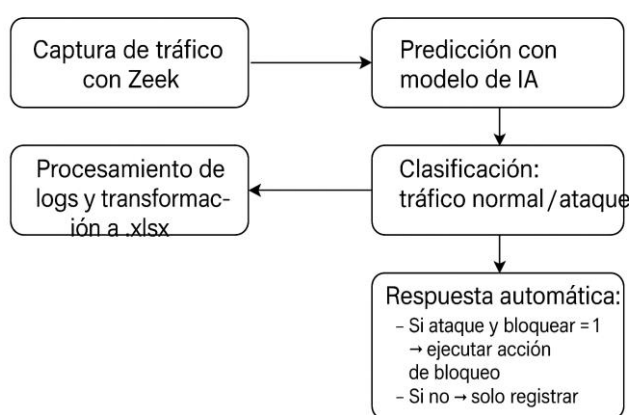 Captura de tráfico
con Zeek
Predicción con
modelo de IA
Procesamiento de
logs y transformac-
ión a .xlsx
Clasificación:
tráfico normal/ataque
Respuesta automática:
– Si ataque y bloquear = 1
→ ejecutar acción
de bloqueo
– Si no → solo registrar